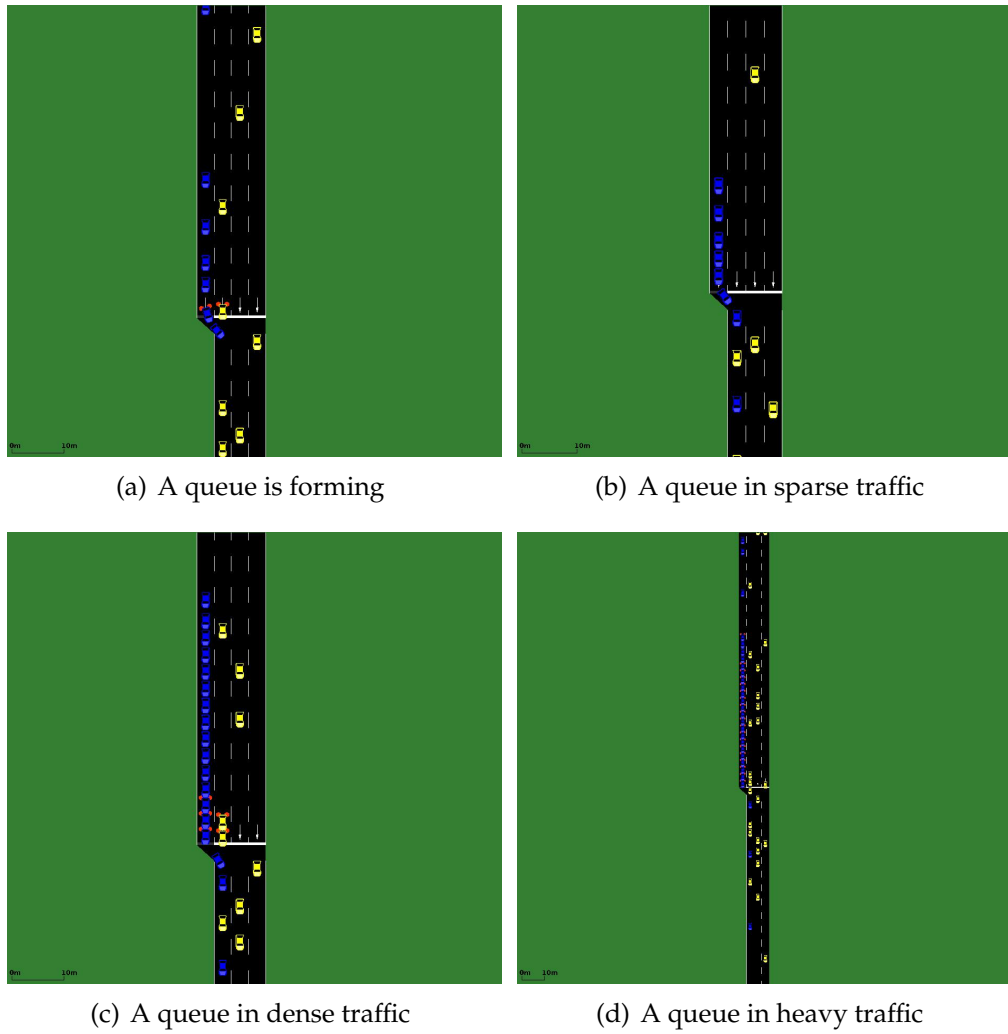 0m 10m
0m 10m
(a) A queue is forming
(b) A queue in sparse traffic
0m 10m
0m 10m
(c) A queue in dense traffic
(d) A queue in heavy traffic